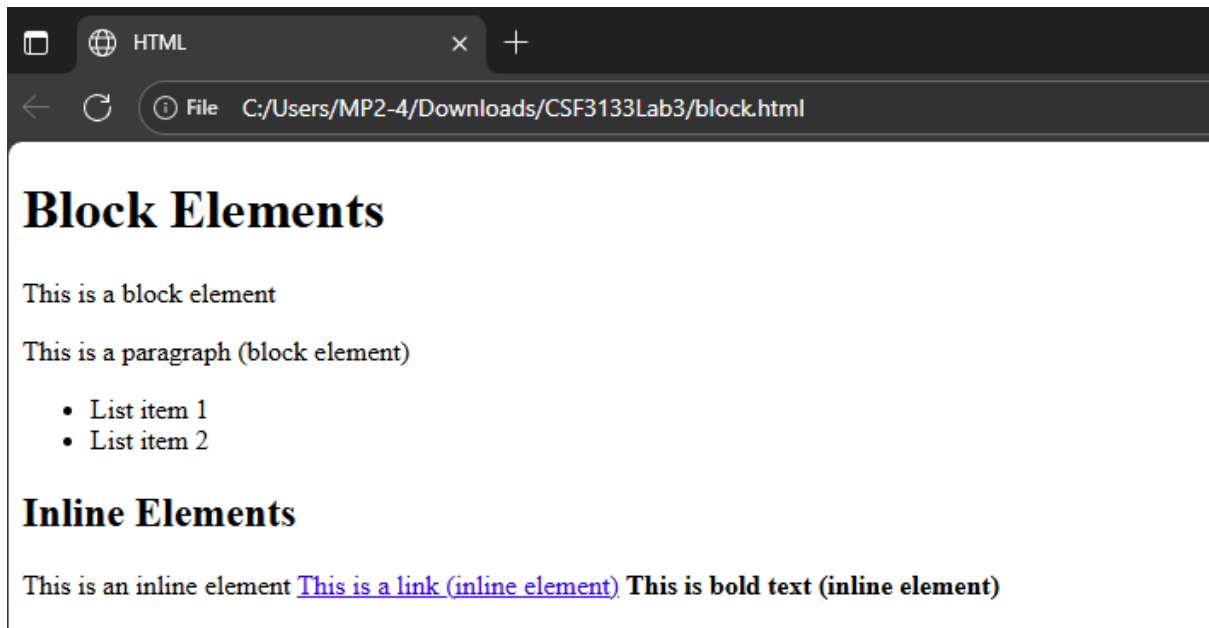 HTML
File C:/Users/MP2-4/Downloads/CSF3133Lab3/block.html
Block Elements
This is a block element
This is a paragraph (block element)
• List item 1
• List item 2
Inline Elements
This is an inline element This is a link (inline element) This is bold text (inline element)